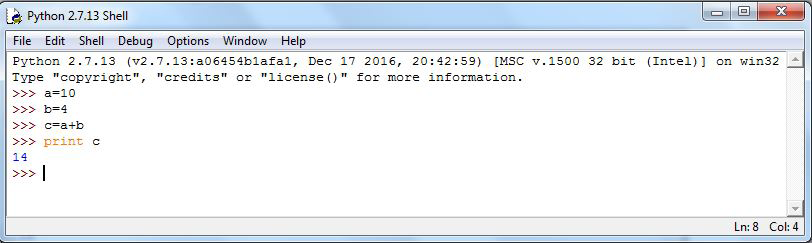 Python 2.7.13 Shell
File Edit Shell Debug Options Window Help
Python 2.7.13 (v2.7.13:a06454b1afa1, Dec 17 2016, 20:42:59) [MSC v.1500 32 bit (Intel)] on win32
Type "copyright", "credits" or "license()" for more information.
>>> a=10
>>> b=4
>>> c=a+b
>>> print c
14
>>>
Ln: 8 Col: 4